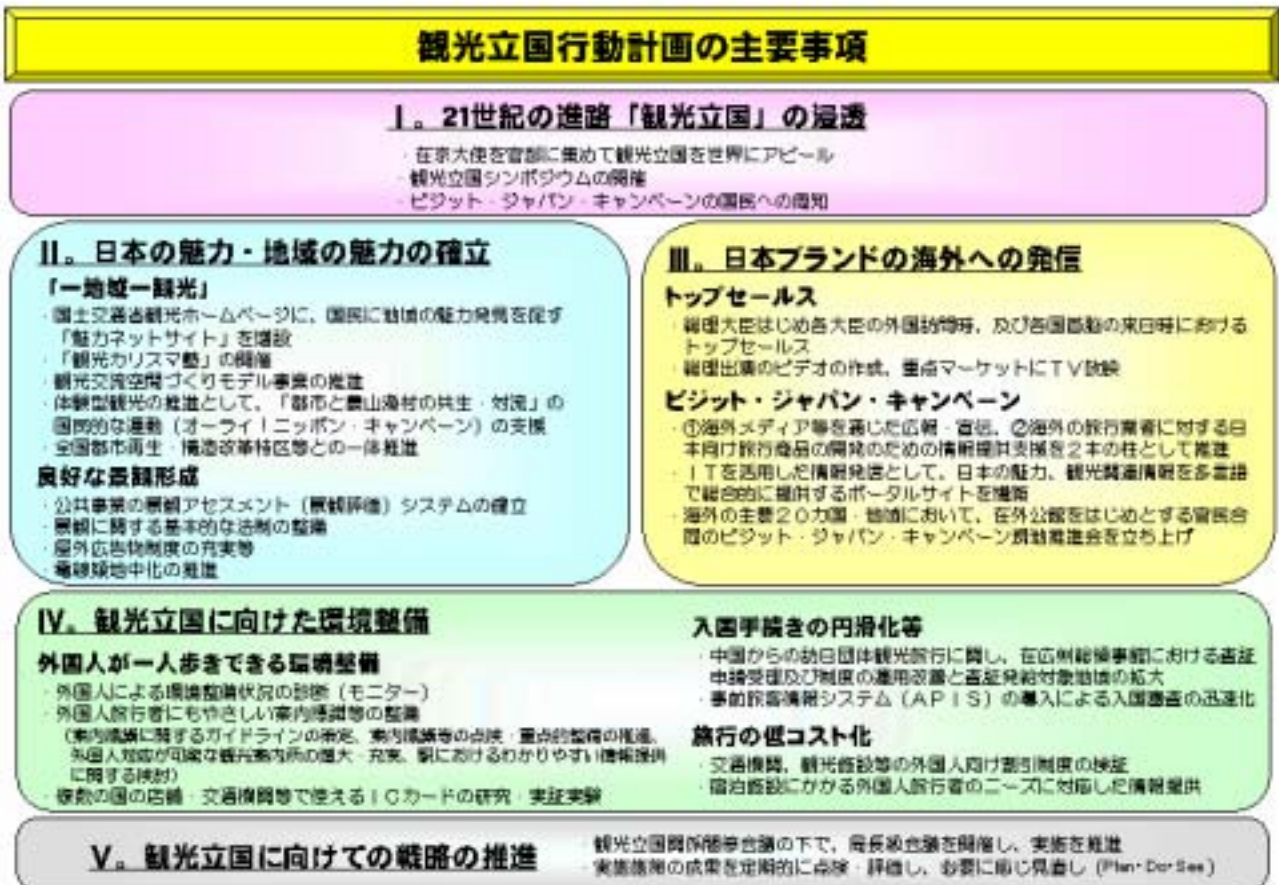 観光立国行動計画の主要事項
Ⅰ。21世紀の進路「観光立国」の浸透
・在京大使を官邸に集めて観光立国を世界にアピール
・観光立国シンポジウムの開催
・ビジット・ジャパン・キャンペーンの国民への周知
Ⅱ。日本の魅力・地域の魅力の確立
「一地域一観光」
・国土交通省観光ホームページに、国民に地域の魅力発見を促す
「魅力ネットサイト」を増設
・「観光カリスマ塾」の開催
・観光交流空間づくりモデル事業の推進
・体験型観光の推進として、「都市と農山漁村の共生・対流」の
国民的な運動（オーライ！ニッポン・キャンペーン）の支援
・全国都市再生・構造改革特区等との一体推進
良好な景観形成
・公共事業の景観アセスメント（景観評価）システムの確立
・景観に関する基本的な法制の整備
・屋外広告物制度の充実等
・電線類地中化の推進
Ⅲ。日本ブランドの海外への発信
トップセールス
・総理大臣はじめ各大臣の外国訪問時、及び各国首脳の来日時における
トップセールス
・総理出演のビデオの作成、重点マーケットにＴＶ放映
ビジット・ジャパン・キャンペーン
・①海外メディア等を通じた広報・宣伝、②海外の旅行業者に対する日
本向け旅行商品の開発のための情報提供支援を２本の柱として推進
・ＩＴを活用した情報発信として、日本の魅力、観光関連情報を多言語
で総合的に提供するポータルサイトを構築
・海外の主要２０カ国・地域において、在外公館をはじめとする官民合
同のビジット・ジャパン・キャンペーン現地推進会を立ち上げ
Ⅳ。観光立国に向けた環境整備
外国人が一人歩きできる環境整備
・外国人による環境整備状況の診断（モニター）
・外国人旅行者にもやさしい案内標識等の整備
（案内標識に関するガイドラインの策定、案内標識等の点検・重点的整備の推進、
外国人対応が可能な観光案内所の拡大・充実、駅におけるわかりやすい情報提供
に関する検討）
・複数の国の店舗・交通機関等で使えるＩＣカードの研究・実証実験
入国手続きの円滑化等
・中国からの訪日団体観光旅行に関し、在広州総領事館における査証
申請受理及び制度の運用改善と査証発給対象地域の拡大
・事前旅客情報システム（ＡＰＩＳ）の導入による入国審査の迅速化
旅行の低コスト化
・交通機関、観光施設等の外国人向け割引制度の検証
・宿泊施設にかかる外国人旅行者のニーズに対応した情報提供
Ⅴ。観光立国に向けての戦略の推進
・観光立国関係閣僚会議の下で、局長級会議を開催し、実施を推進
・実施施策の成果を定期的に点検・評価し、必要に応じ見直し（Plan・Do・See）